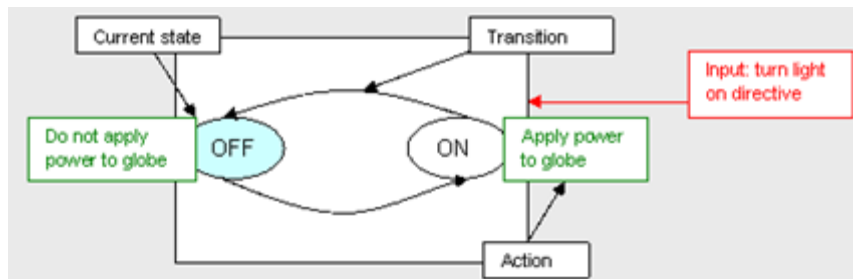 Current state
Transition
Input: turn light
on directive
Do not apply
power to globe
OFF
ON
Apply power
to globe
Action